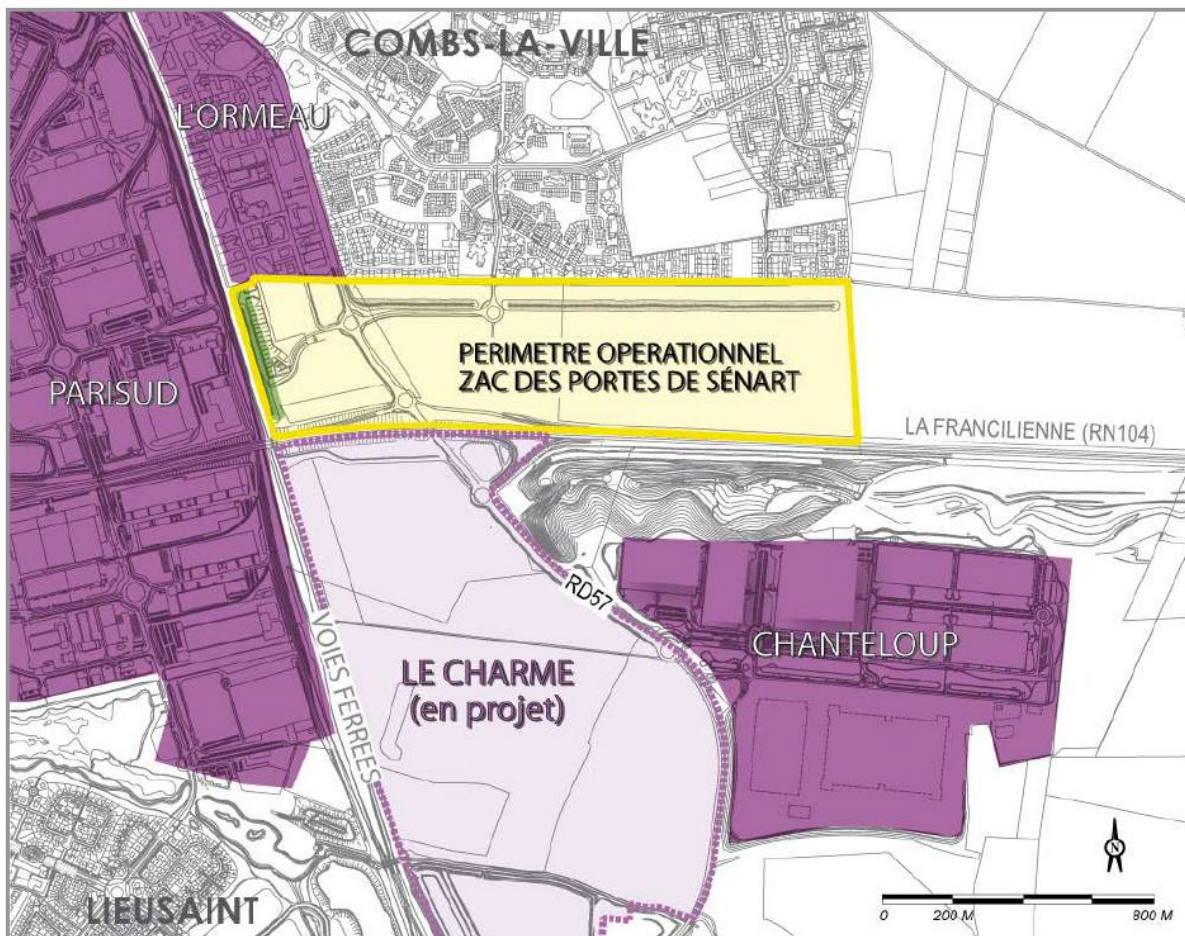 COMBS-LA-VILLE
L'ORMEAU
PARISUD
PERIMETRE OPERATIONNEL
ZAC DES PORTES DE SÉNART
LA FRANCILIENNE (RN104)
RD57
VOIES FERREES
LE CHARME
(en projet)
CHANTELOUP
LIEUSAINT
N
0 200 M 800 M